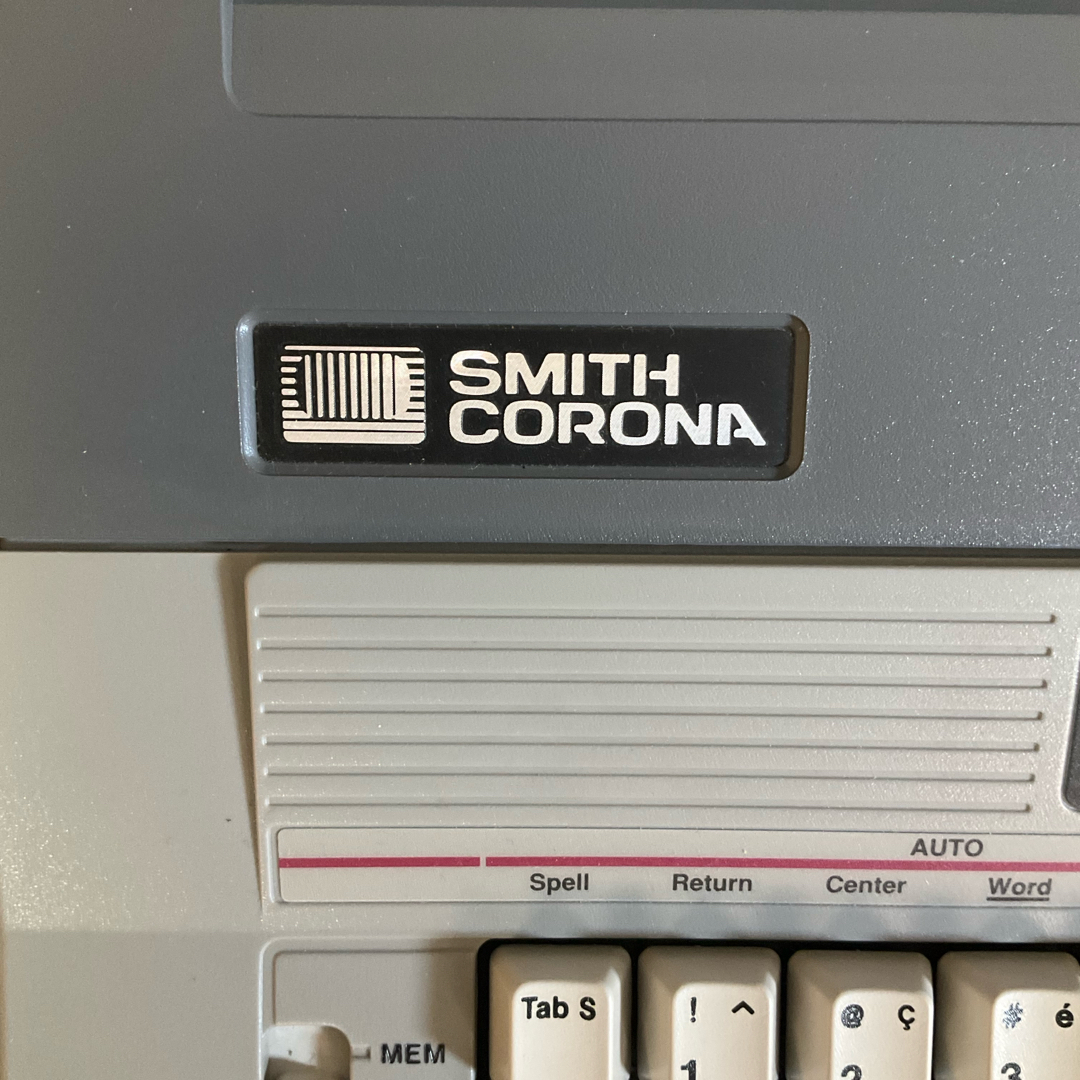 SMITH
CORONA
AUTO
Spell Return Center Word
Tab S ! ^ @ ç # é
MEM 1 2 3